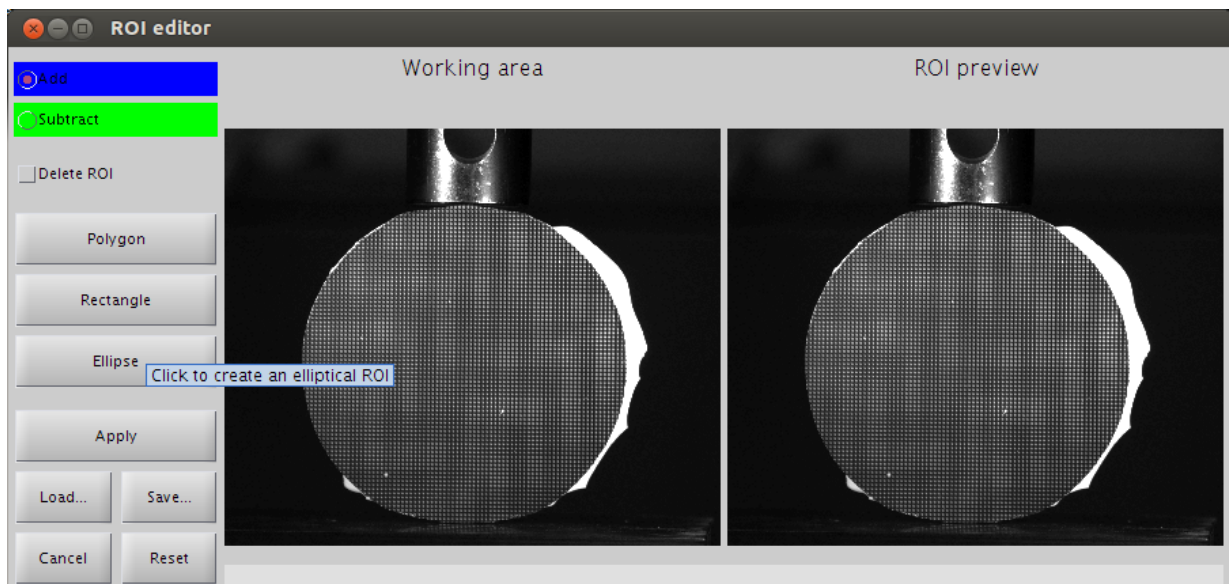 ROI editor
Add
Subtract
Delete ROI
Polygon
Rectangle
Ellipse
Click to create an elliptical ROI
Apply
Load...
Save...
Cancel
Reset
Working area
ROI preview